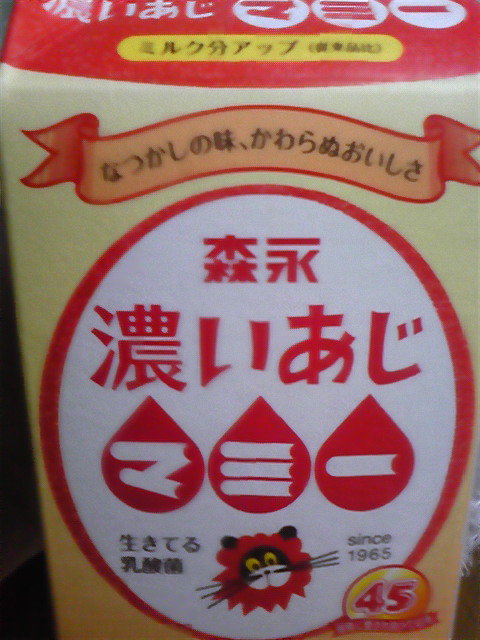 濃いあじ マミー
ミルク分アップ
なつかしの味、かわらぬおいしさ
森永
濃いあじ
マミー
生きてる
乳酸菌
since
1965
45